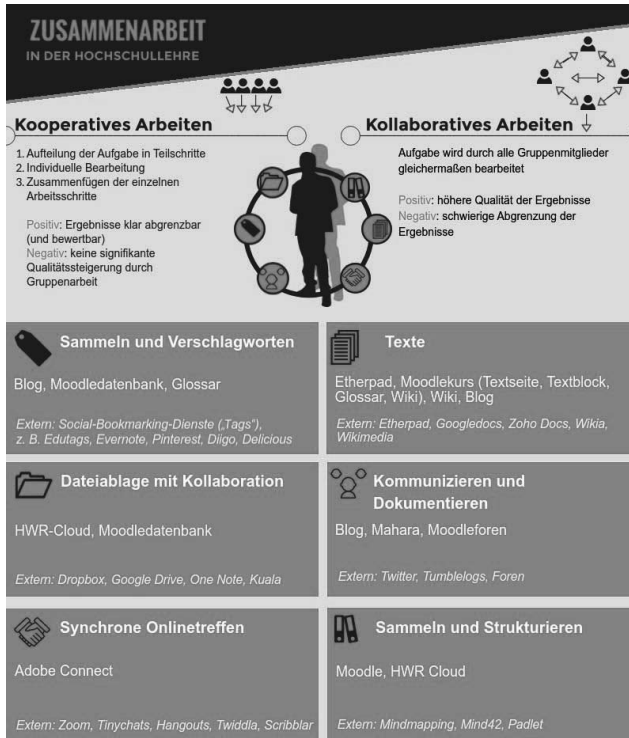 ZUSAMMENARBEIT
IN DER HOCHSCHULLEHRE
Kooperatives Arbeiten
1. Aufteilung der Aufgabe in Teilschritte
2. Individuelle Bearbeitung
3. Zusammenfügen der einzelnen
Arbeitsschritte
Positiv: Ergebnisse klar abgrenzbar
(und bewertbar)
Negativ: keine signifikante
Qualitätssteigerung durch
Gruppenarbeit
Kollaboratives Arbeiten
Aufgabe wird durch alle Gruppenmitglieder
gleichermaßen bearbeitet
Positiv: höhere Qualität der Ergebnisse
Negativ: schwierige Abgrenzung der
Ergebnisse
Sammeln und Verschlagworten
Blog, Moodledatenbank, Glossar
Extern: Social-Bookmarking-Dienste („Tags“),
z. B. Edutags, Evernote, Pinterest, Diigo, Delicious
Texte
Etherpad, Moodlekurs (Textseite, Textblock,
Glossar, Wiki), Wiki, Blog
Extern: Etherpad, Googledocs, Zoho Docs, Wikia,
Wikimedia
Dateiablage mit Kollaboration
HWR-Cloud, Moodledatenbank
Extern: Dropbox, Google Drive, One Note, Kuala
Kommunizieren und
Dokumentieren
Blog, Mahara, Moodleforen
Extern: Twitter, Tumblelogs, Foren
Synchrone Onlinetreffen
Adobe Connect
Extern: Zoom, Tinychats, Hangouts, Twiddla, Scribblar
Sammeln und Strukturieren
Moodle, HWR Cloud
Extern: Mindmapping, Mind42, Padlet